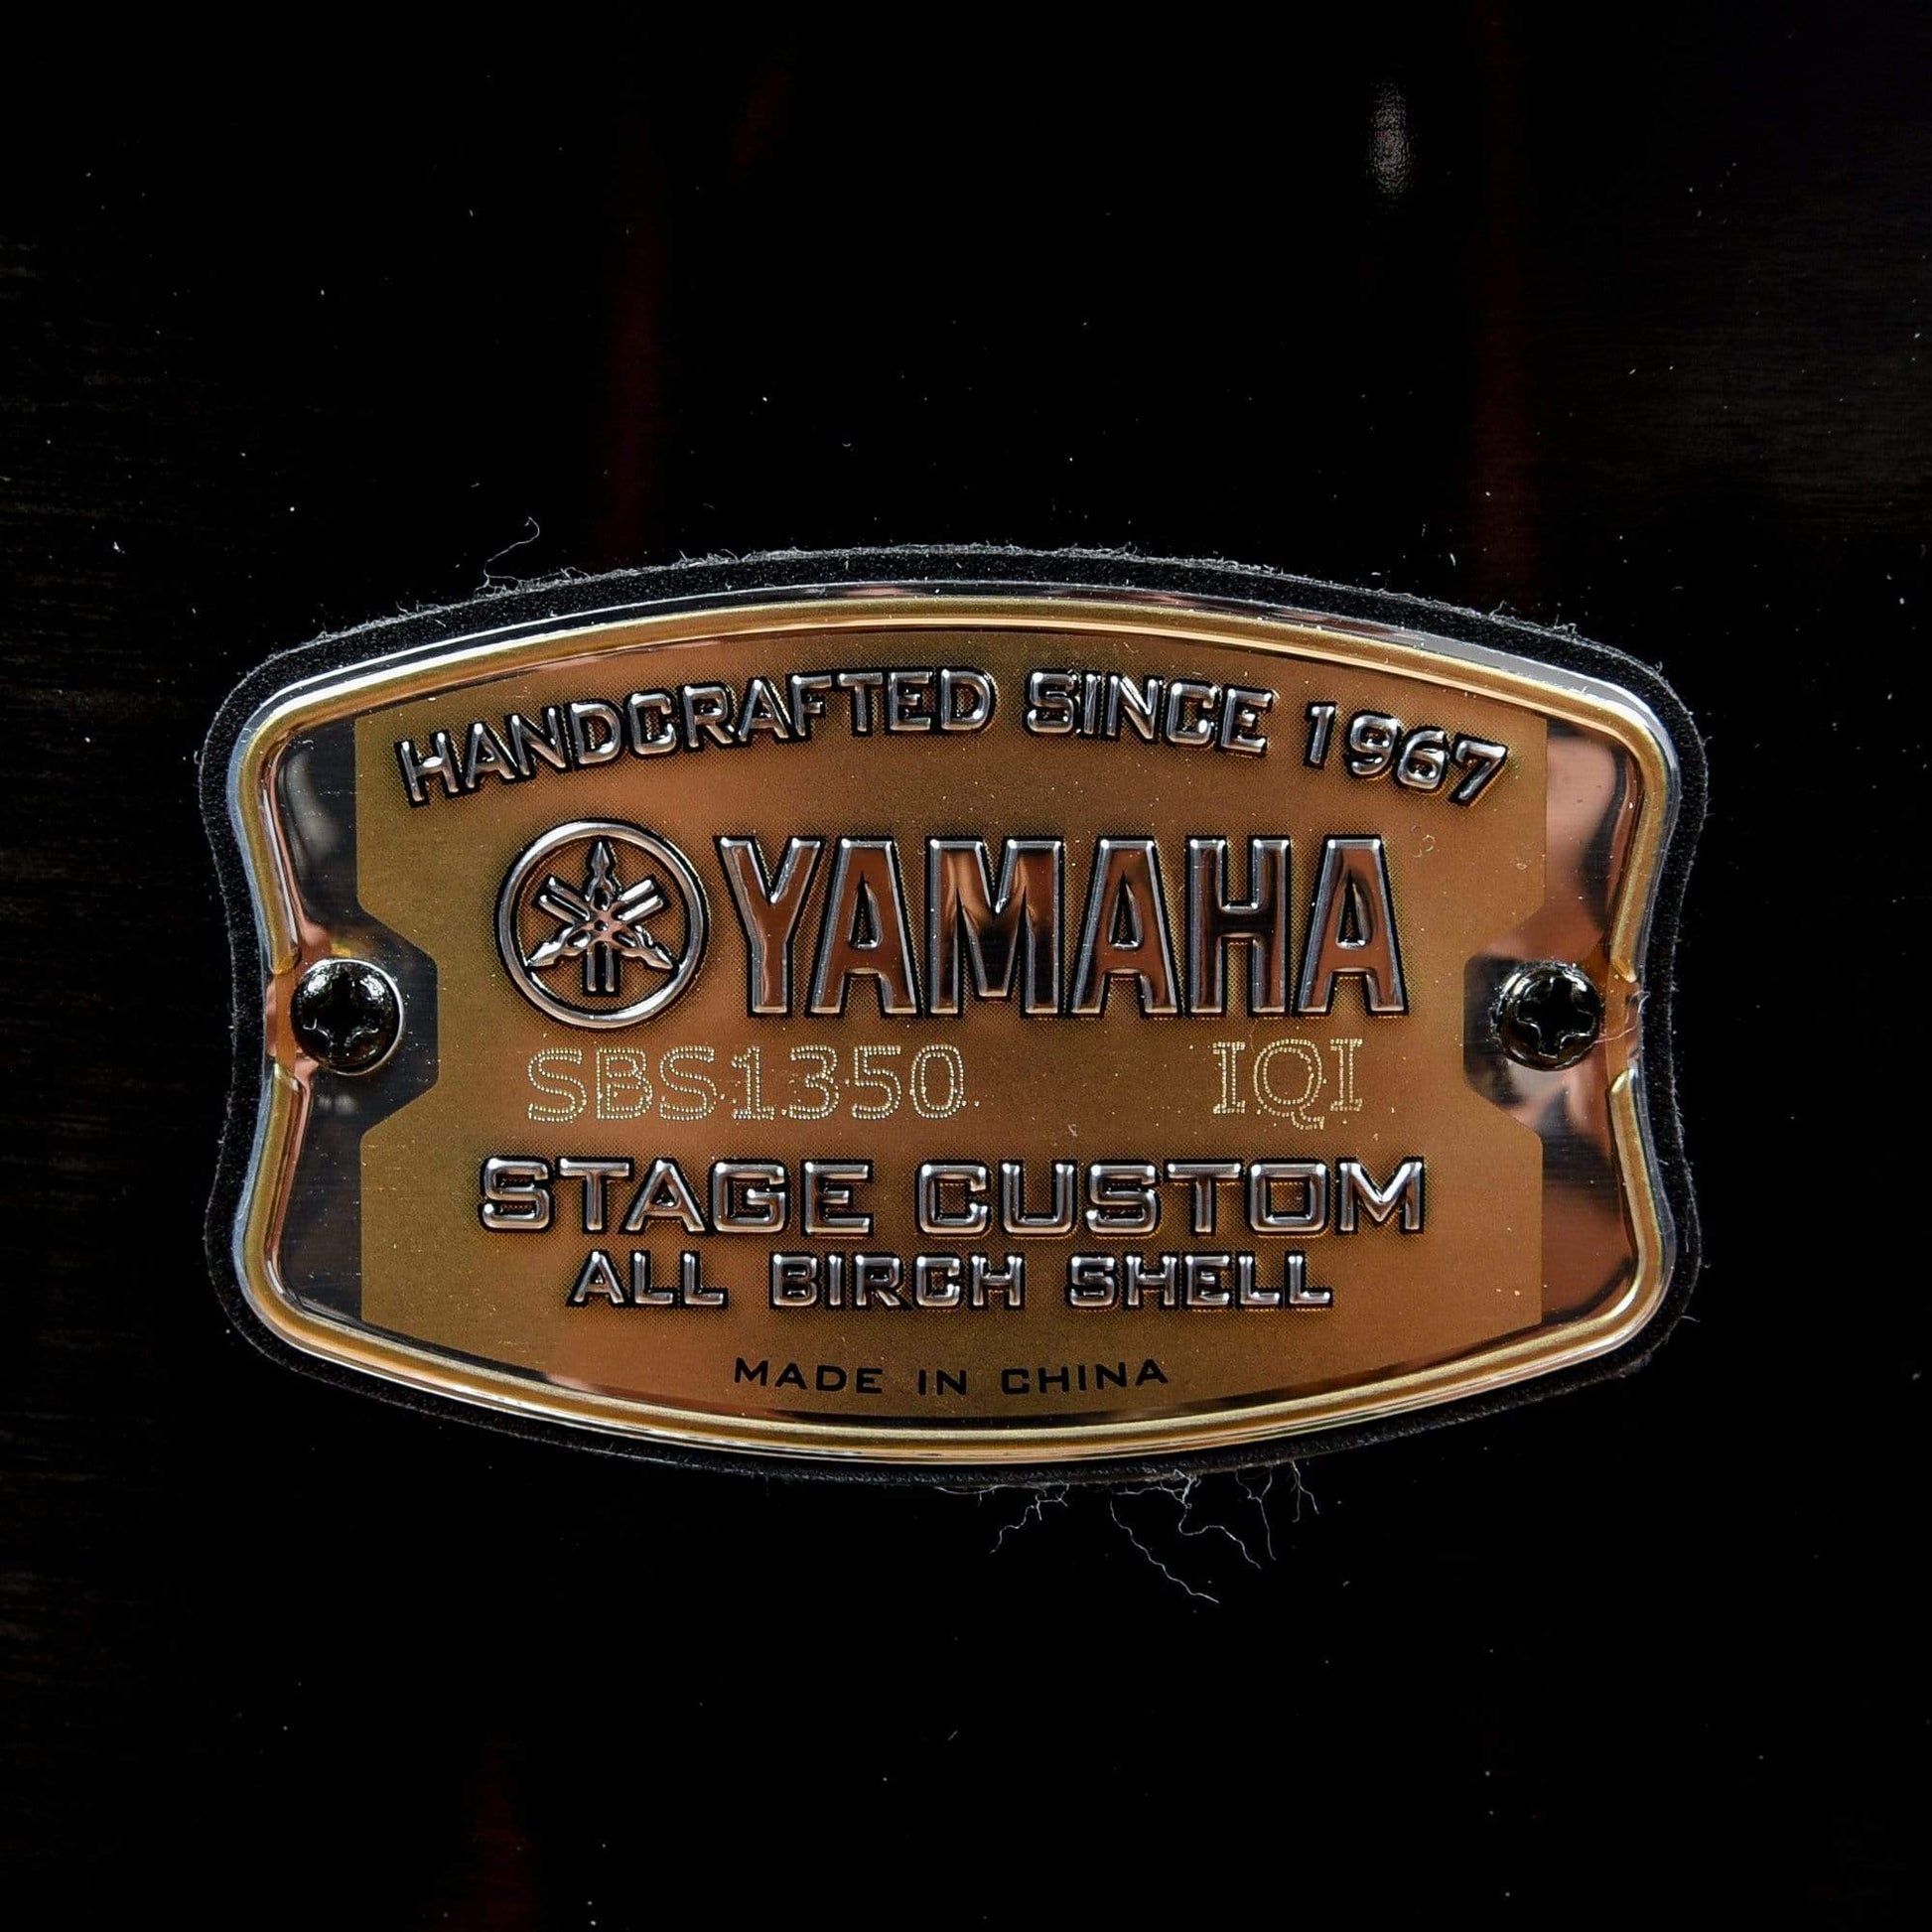 HANDCRAFTED SINCE 1967
YAMAHA
SBS1350 IQI
STAGE CUSTOM
ALL BIRCH SHELL
MADE IN CHINA